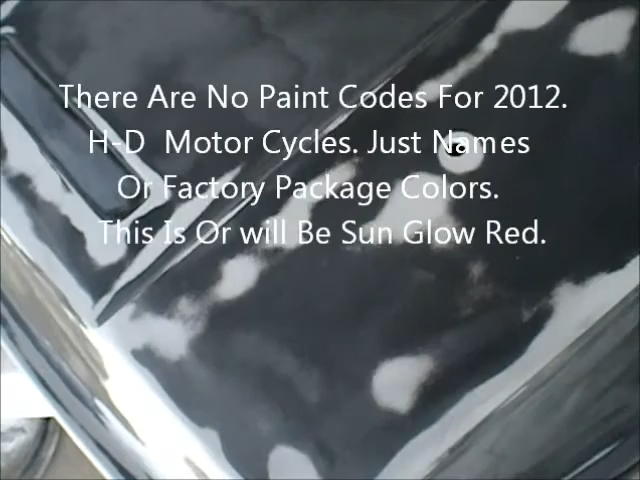 There Are No Paint Codes For 2012.
H-D  Motor Cycles. Just Names
Or Factory Package Colors.
This Is Or will Be Sun Glow Red.